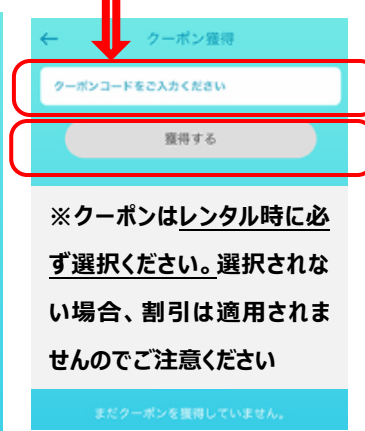 ← クーポン獲得
クーポンコードをご入力ください
獲得する
※クーポンはレンタル時に必
ず選択ください。選択されな
い場合、割引は適用されま
せんのでご注意ください
まだクーポンを獲得していません。